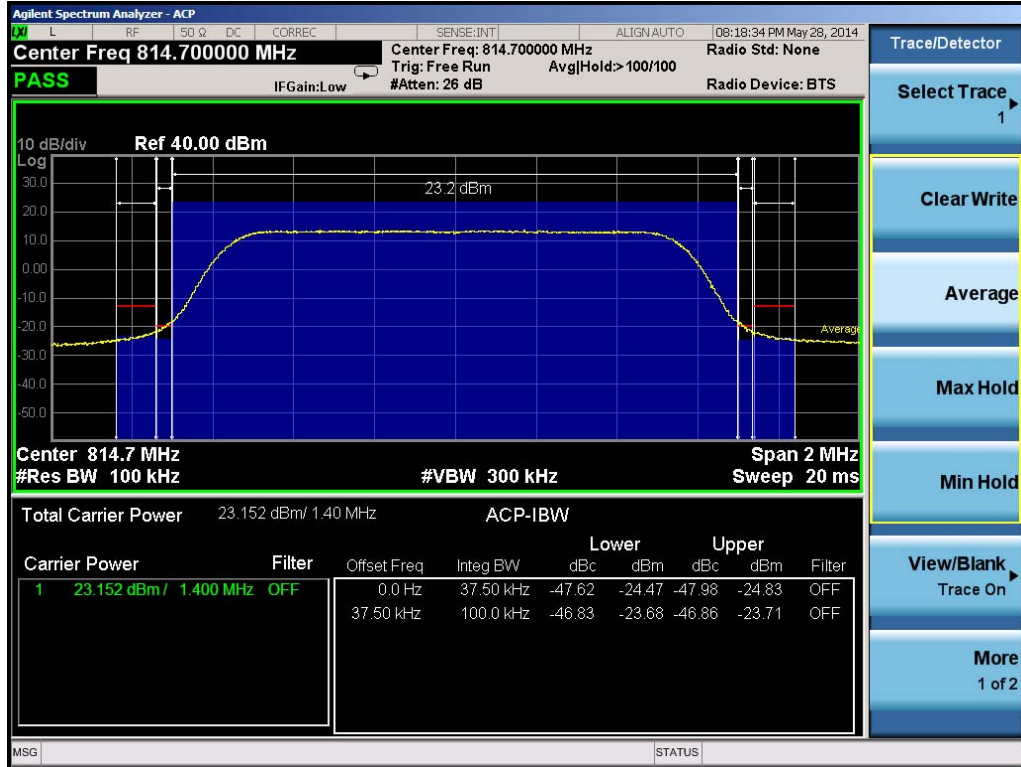 Agilent Spectrum Analyzer - ACP
LXI L RF 50 Ω DC CORREC SENSE:INT ALIGN AUTO 08:18:34 PM May 28, 2014
Center Freq 814.700000 MHz
Center Freq: 814.700000 MHz
Radio Std: None
Trig: Free Run Avg|Hold:>100/100
PASS
IFGain:Low
#Atten: 26 dB
Radio Device: BTS
10 dB/div Ref 40.00 dBm
Log
30.0
23.2 dBm
20.0
10.0
0.00
-10.0
-20.0
Average
-30.0
-40.0
-50.0
Center 814.7 MHz Span 2 MHz
#Res BW 100 kHz #VBW 300 kHz Sweep 20 ms
Total Carrier Power 23.152 dBm/ 1.40 MHz ACP-IBW
Lower Upper
Carrier Power Filter
Offset Freq Integ BW dBc dBm dBc dBm Filter
1 23.152 dBm / 1.400 MHz OFF
0.0 Hz 37.50 kHz -47.62 -24.47 -47.98 -24.83 OFF
37.50 kHz 100.0 kHz -46.83 -23.68 -46.86 -23.71 OFF
MSG STATUS
Trace/Detector
Select Trace
1
Clear Write
Average
Max Hold
Min Hold
View/Blank
Trace On
More
1 of 2